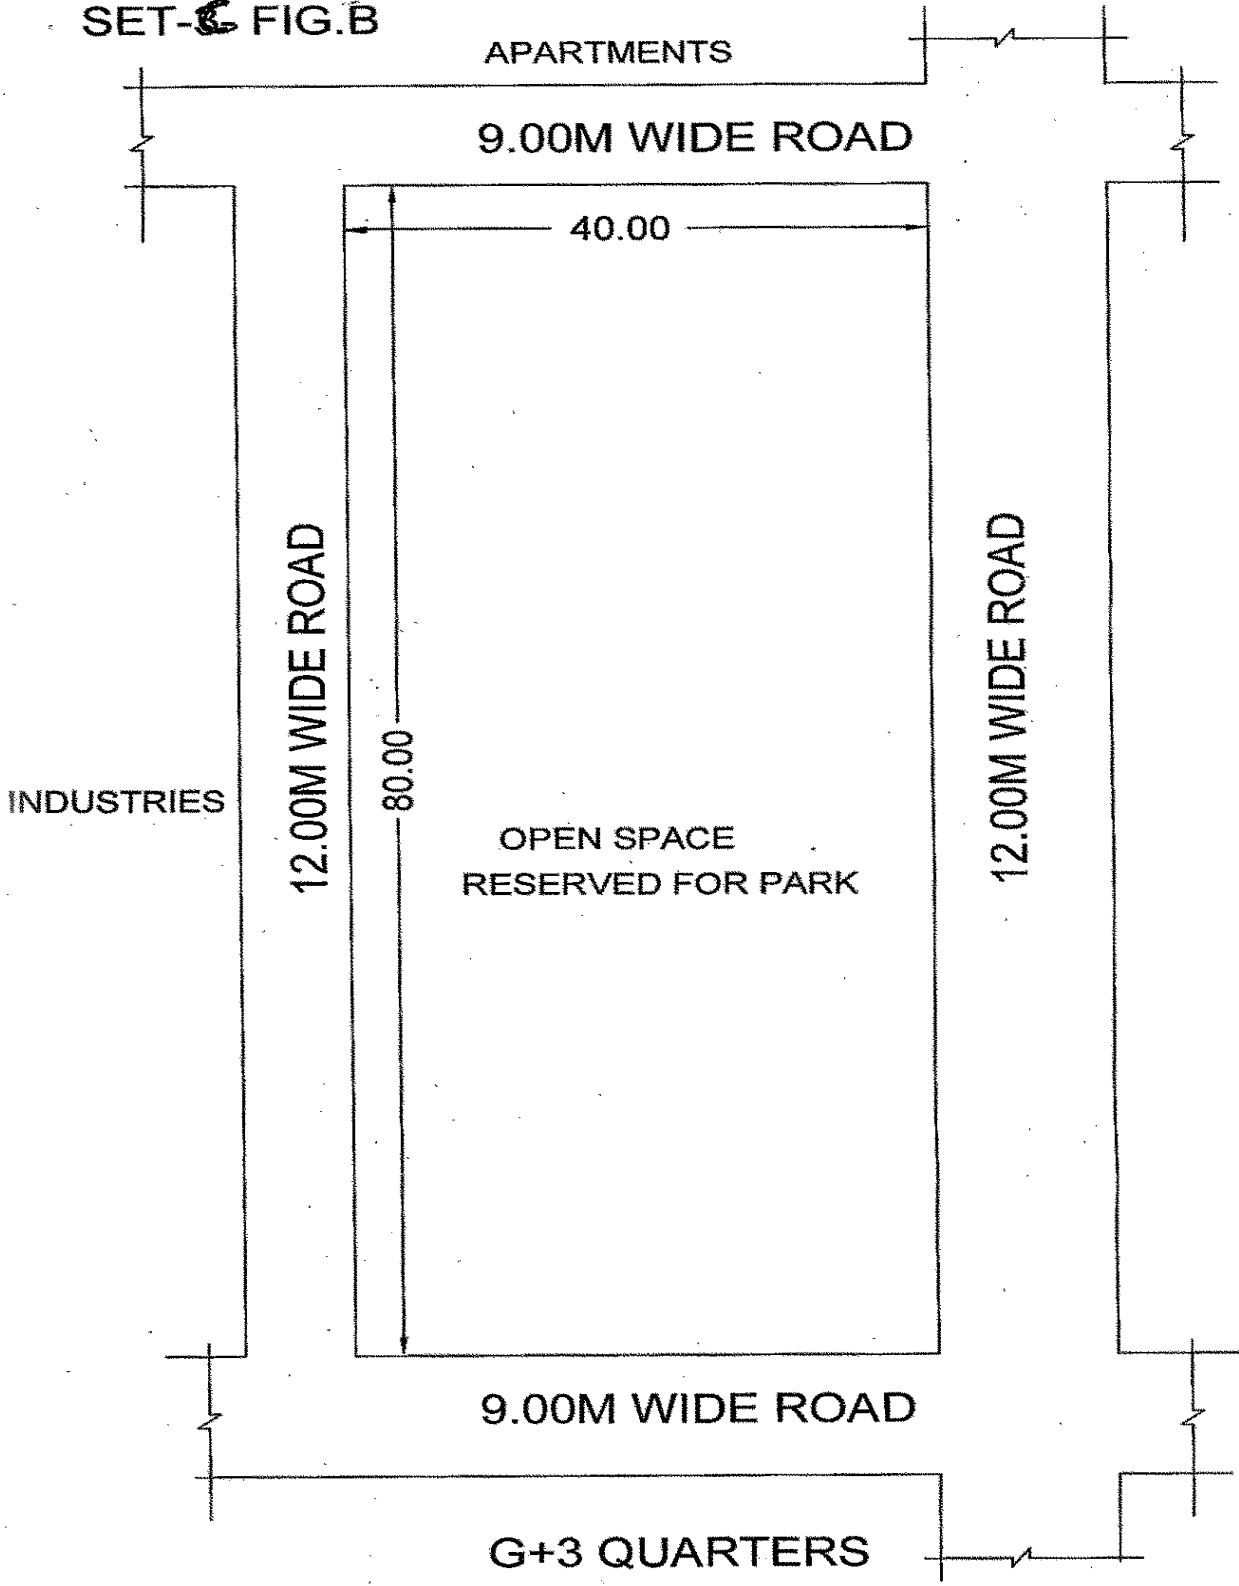 SET- FIG.B
APARTMENTS
9.00M WIDE ROAD
40.00
12.00M WIDE ROAD
80.00
12.00M WIDE ROAD
INDUSTRIES
OPEN SPACE
RESERVED FOR PARK
9.00M WIDE ROAD
G+3 QUARTERS